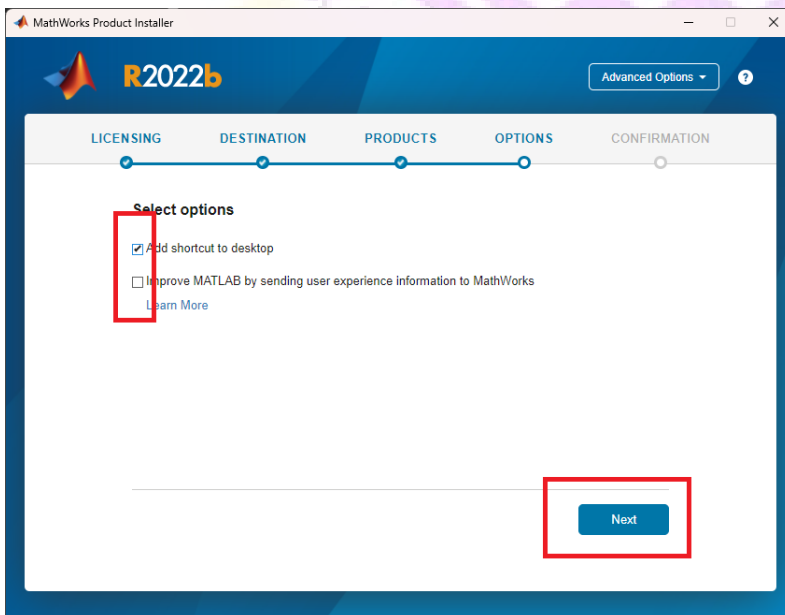 MathWorks Product Installer
R2022b
Advanced Options
?
LICENSING DESTINATION PRODUCTS OPTIONS CONFIRMATION
Select options
Add shortcut to desktop
Improve MATLAB by sending user experience information to MathWorks
Learn More
Next